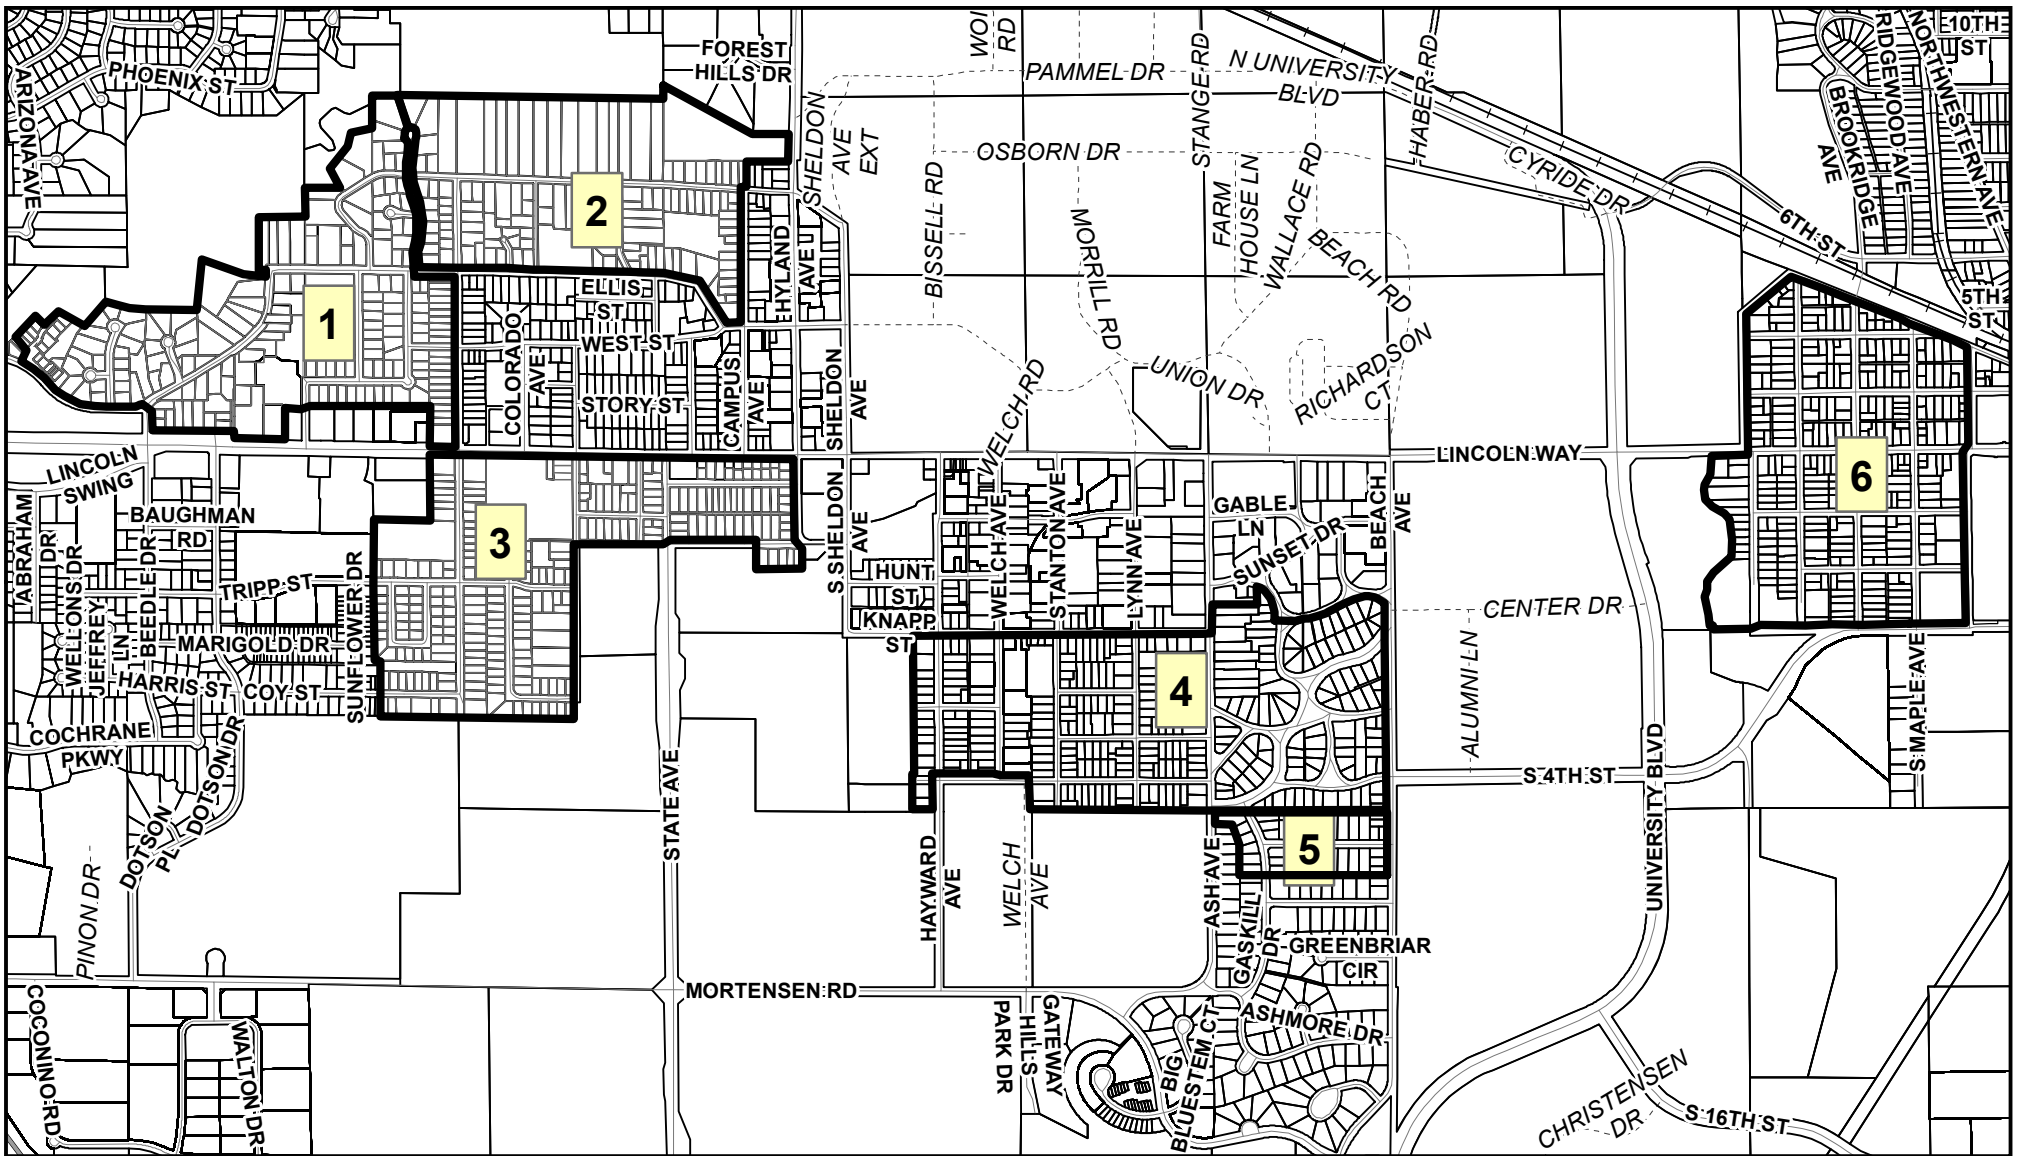 FOREST
HILLS DR
WOI
RD
PAMMEL DR
STANGE RD
N UNIVERSITY
BLVD
HABER RD
RIDGEWOOD AVE
NORTHWESTERN AVE
10TH
ST
PHOENIX ST
ARIZONA AVE
SHELDON
AVE
EXT
BISSELL RD
OSBORN DR
FARM
HOUSE LN
WALLACE RD
CYRIDE DR
BROOKRIDGE
AVE
6TH ST
5TH
ST
2
HYLAND
AVE
MORRILL RD
BEACH RD
1
ELLIS
ST
WEST ST
COLORADO
AVE
STORY ST
CAMPUS
AVE
SHELDON
AVE
WELCH RD
UNION DR
RICHARDSON
CT
LINCOLN
SWING
LINCOLN WAY
6
BAUGHMAN
RD
ABRAHAM
DR
WELLONS DR
JEFFREY
LN
BEEDLE DR
TRIPP ST
SUNFLOWER DR
3
S SHELDON
AVE
HUNT
ST
KNAPP
ST
WELCH AVE
STANTON AVE
LYNN AVE
GABLE
LN
SUNSET DR
BEACH
AVE
CENTER DR
MARIGOLD DR
HARRIS ST
COY ST
COCHRANE
PKWY
DOTSON DR
DOTSON
PL
PINON DR
STATE AVE
4
ALUMNI LN
S 4TH ST
UNIVERSITY BLVD
S MAPLE AVE
5
HAYWARD
AVE
WELCH
AVE
ASH AVE
GASKILL
DR
GREENBRIAR
CIR
MORTENSEN RD
COCONINO RD
WALTON DR
PARK DR
HILLS
GATEWAY
BIG
BLUESTEM CT
ASHMORE DR
CHRISTENSEN
DR
S 16TH ST